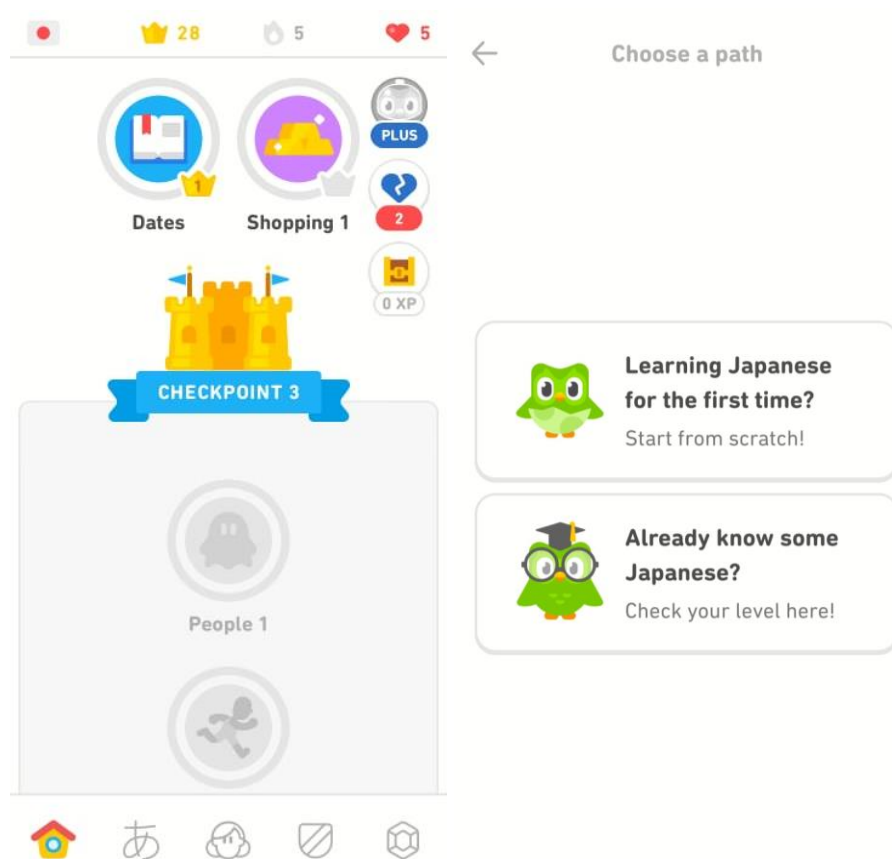 28 5 5
PLUS
1
Dates Shopping 1
2
0 XP
CHECKPOINT 3
People 1
あ
Choose a path
Learning Japanese
for the first time?
Start from scratch!
Already know some
Japanese?
Check your level here!